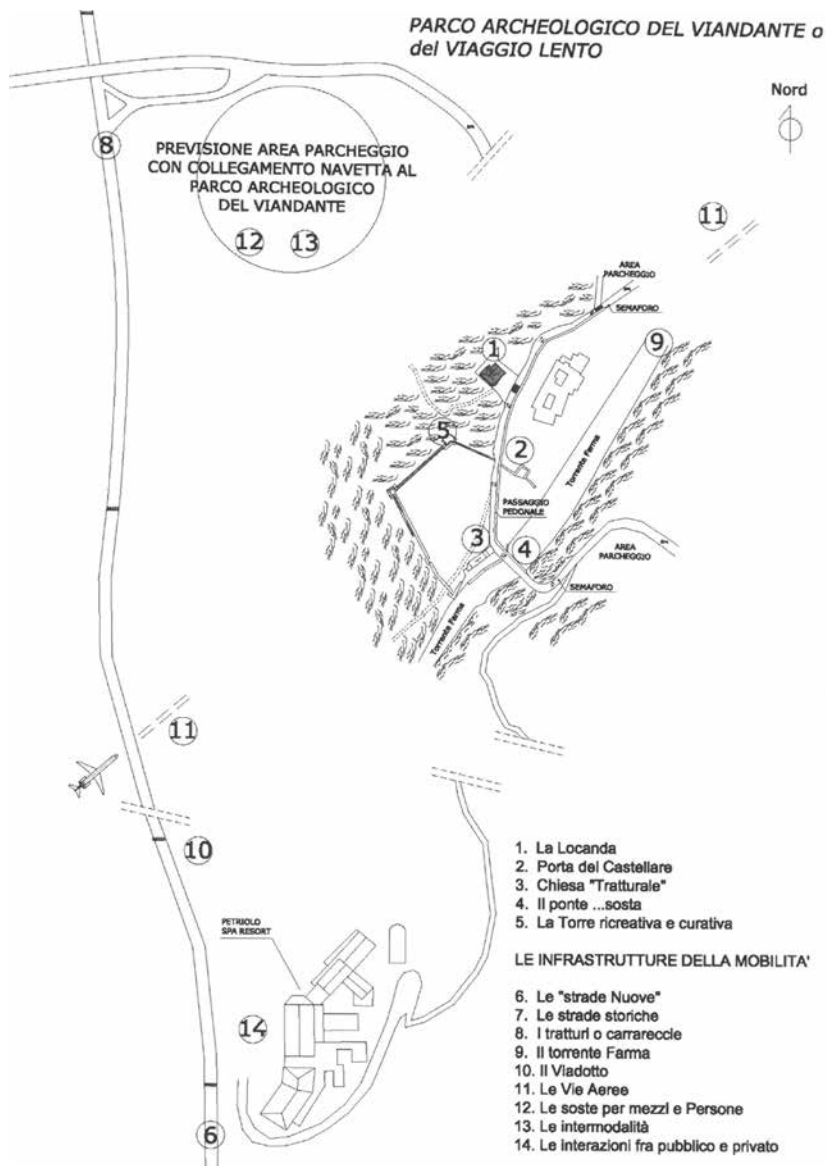 PARCO ARCHEOLOGICO DEL VIANDANTE o
del VIAGGIO LENTO
Nord
8
PREVISIONE AREA PARCHEGGIO
CON COLLEGAMENTO NAVETTA AL
PARCO ARCHEOLOGICO
DEL VIANDANTE
12
13
11
AREA
PARCHEGGIO
SEMAFORO
1
9
5
2
Torrente Farma
PASSAGGIO
PEDONALE
3
4
AREA
PARCHEGGIO
SEMAFORO
Torrente Farma
11
10
1. La Locanda
2. Porta del Castellare
3. Chiesa "Tratturale"
4. Il ponte ...sosta
5. La Torre ricreativa e curativa
PETRIOLO
SPA RESORT
LE INFRASTRUTTURE DELLA MOBILITA'
14
6. Le "strade Nuove"
7. Le strade storiche
8. I tratturi o carrareccie
9. Il torrente Farma
10. Il Viadotto
11. Le Vie Aeree
12. Le soste per mezzi e Persone
13. Le intermodalità
14. Le interazioni fra pubblico e privato
6